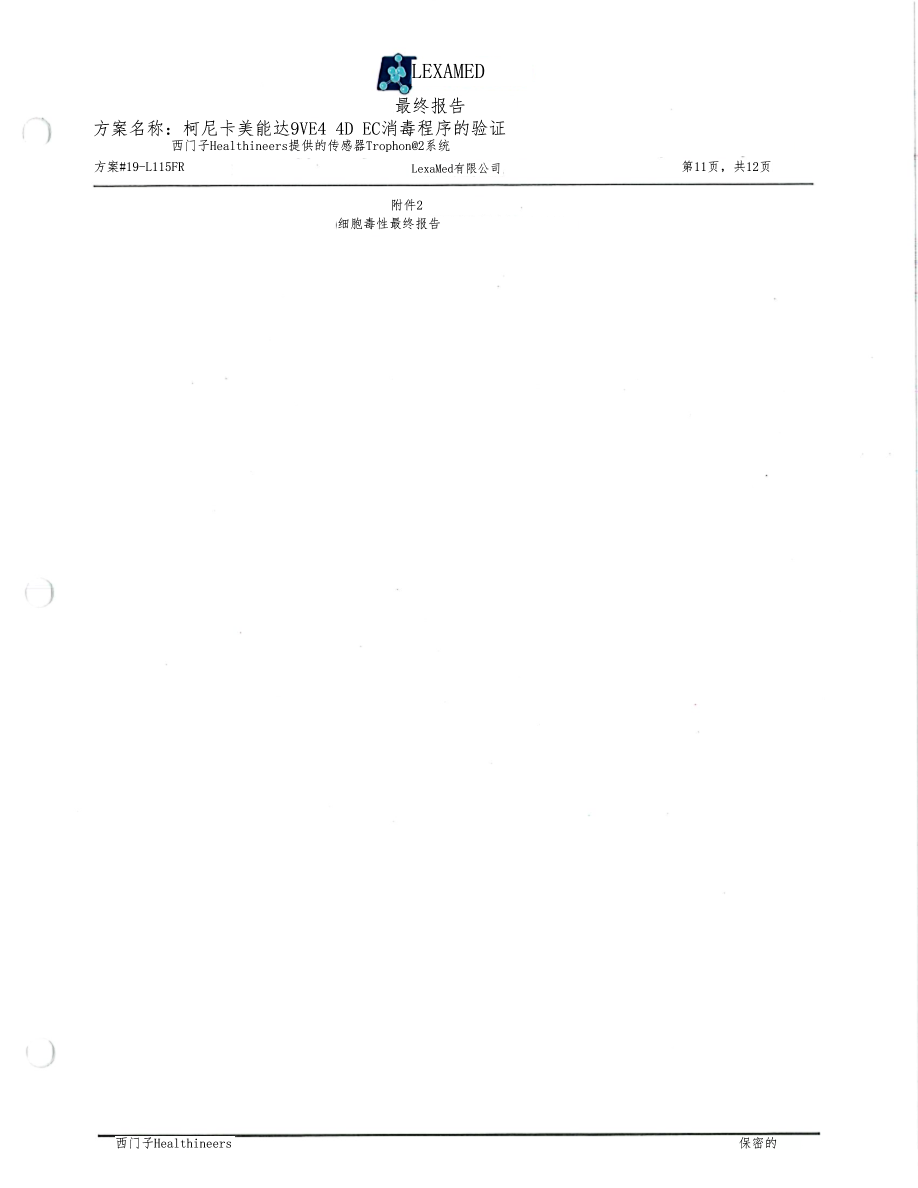 LEXAMED
最终报告
方案名称：柯尼卡美能达9VE4 4D EC消毒程序的验证
西门子Healthineers提供的传感器Trophon@2系统
方案#19-L115FR LexaMed有限公司 第11页，共12页
附件2
细胞毒性最终报告
西门子Healthineers 保密的